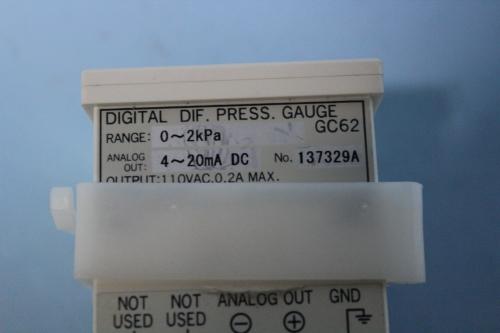 DIGITAL DIF. PRESS. GAUGE
GC62
RANGE: 0～2kPa
ANALOG OUT: 4～20mA DC No. 137329A
OUTPUT:110VAC,0.2A MAX.
NOT USED NOT USED ANALOG OUT GND
⊖ ⊕